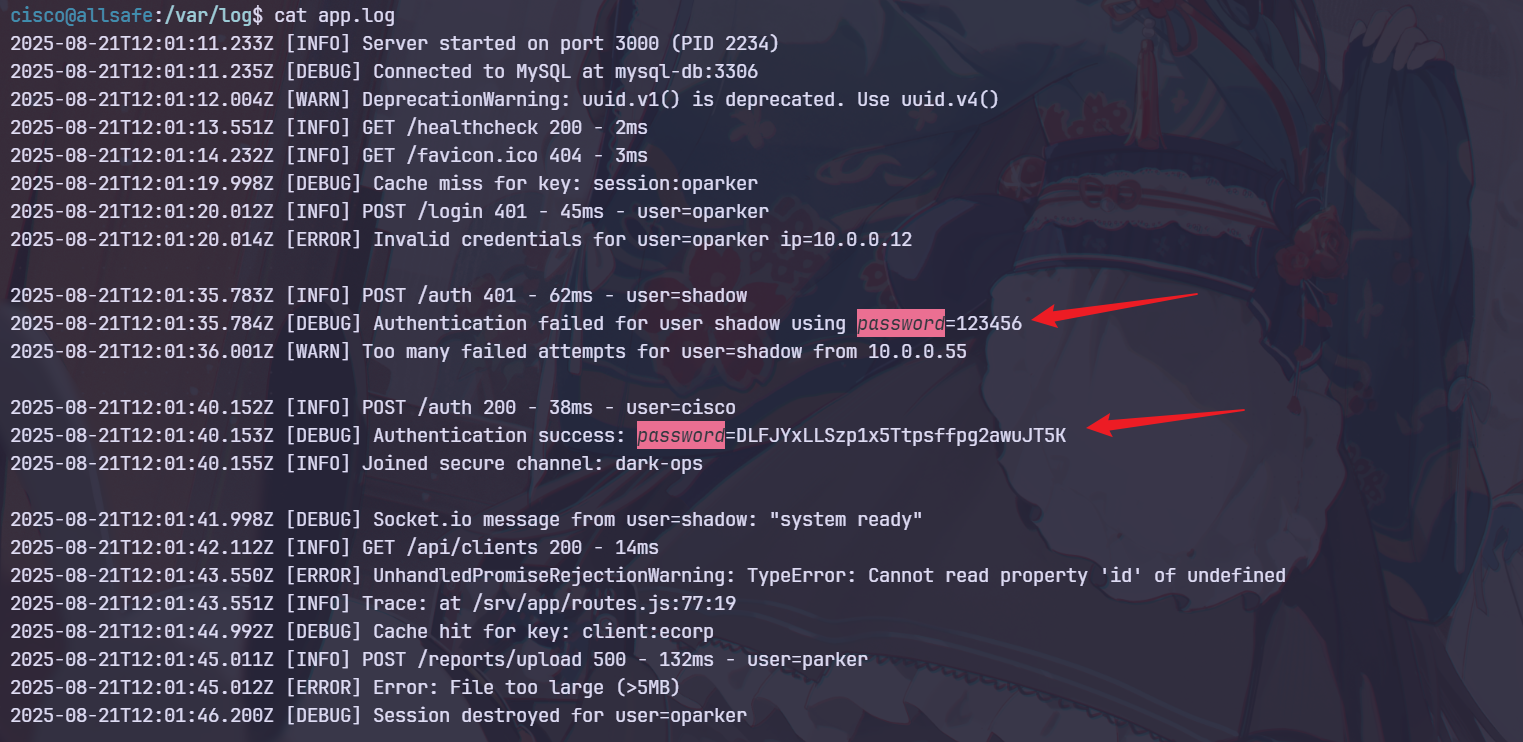 cisco@allsafe:/var/log$ cat app.log
2025-08-21T12:01:11.233Z [INFO] Server started on port 3000 (PID 2234)
2025-08-21T12:01:11.235Z [DEBUG] Connected to MySQL at mysql-db:3306
2025-08-21T12:01:12.004Z [WARN] DeprecationWarning: uuid.v1() is deprecated. Use uuid.v4()
2025-08-21T12:01:13.551Z [INFO] GET /healthcheck 200 - 2ms
2025-08-21T12:01:14.232Z [INFO] GET /favicon.ico 404 - 3ms
2025-08-21T12:01:19.998Z [DEBUG] Cache miss for key: session:oparker
2025-08-21T12:01:20.012Z [INFO] POST /login 401 - 45ms - user=oparker
2025-08-21T12:01:20.014Z [ERROR] Invalid credentials for user=oparker ip=10.0.0.12
2025-08-21T12:01:35.783Z [INFO] POST /auth 401 - 62ms - user=shadow
2025-08-21T12:01:35.784Z [DEBUG] Authentication failed for user shadow using password=123456
2025-08-21T12:01:36.001Z [WARN] Too many failed attempts for user=shadow from 10.0.0.55
2025-08-21T12:01:40.152Z [INFO] POST /auth 200 - 38ms - user=cisco
2025-08-21T12:01:40.153Z [DEBUG] Authentication success: password=DLFJYxLLSzp1x5Ttpsffpg2awuJT5K
2025-08-21T12:01:40.155Z [INFO] Joined secure channel: dark-ops
2025-08-21T12:01:41.998Z [DEBUG] Socket.io message from user=shadow: "system ready"
2025-08-21T12:01:42.112Z [INFO] GET /api/clients 200 - 14ms
2025-08-21T12:01:43.550Z [ERROR] UnhandledPromiseRejectionWarning: TypeError: Cannot read property 'id' of undefined
2025-08-21T12:01:43.551Z [INFO] Trace: at /srv/app/routes.js:77:19
2025-08-21T12:01:44.992Z [DEBUG] Cache hit for key: client:ecorp
2025-08-21T12:01:45.011Z [INFO] POST /reports/upload 500 - 132ms - user=parker
2025-08-21T12:01:45.012Z [ERROR] Error: File too large (>5MB)
2025-08-21T12:01:46.200Z [DEBUG] Session destroyed for user=oparker